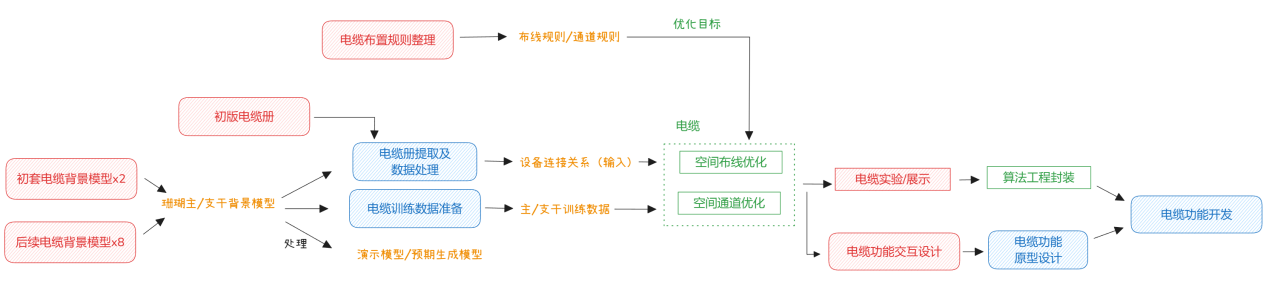 优化目标
电缆布置规则整理
布线规则/通道规则
初版电缆册
电缆
电缆册提取及
数据处理
设备连接关系（输入）
空间布线优化
初套电缆背景模型x2
珊瑚主/支干背景模型
电缆训练数据准备
主/支干训练数据
空间通道优化
电缆实验/展示
算法工程封装
电缆功能开发
后续电缆背景模型x8
处理
演示模型/预期生成模型
电缆功能交互设计
电缆功能
原型设计